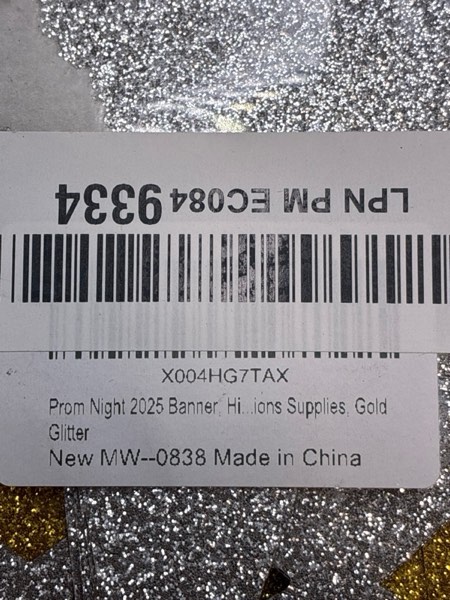 LPN PM EC084 9334
X004HG7TAX
Prom Night 2025 Banner, Hi...ions Supplies, Gold
Glitter
New MW--0838 Made in China